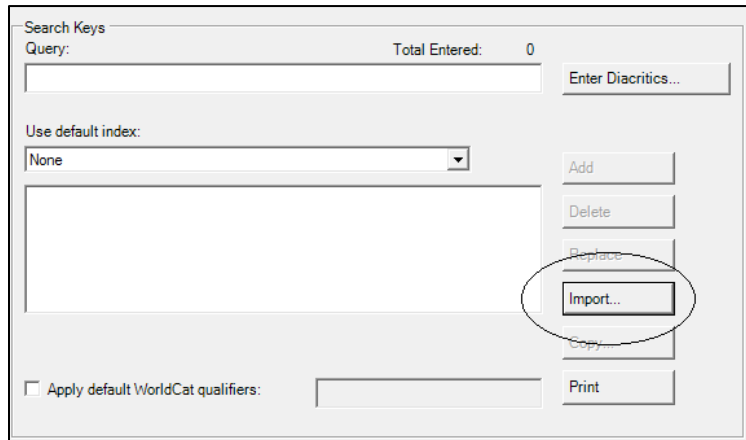 Search Keys
Query: Total Entered: 0
Enter Diacritics...
Use default index:
None
Add
Delete
Replace
Import...
Copy...
Apply default WorldCat qualifiers:
Print